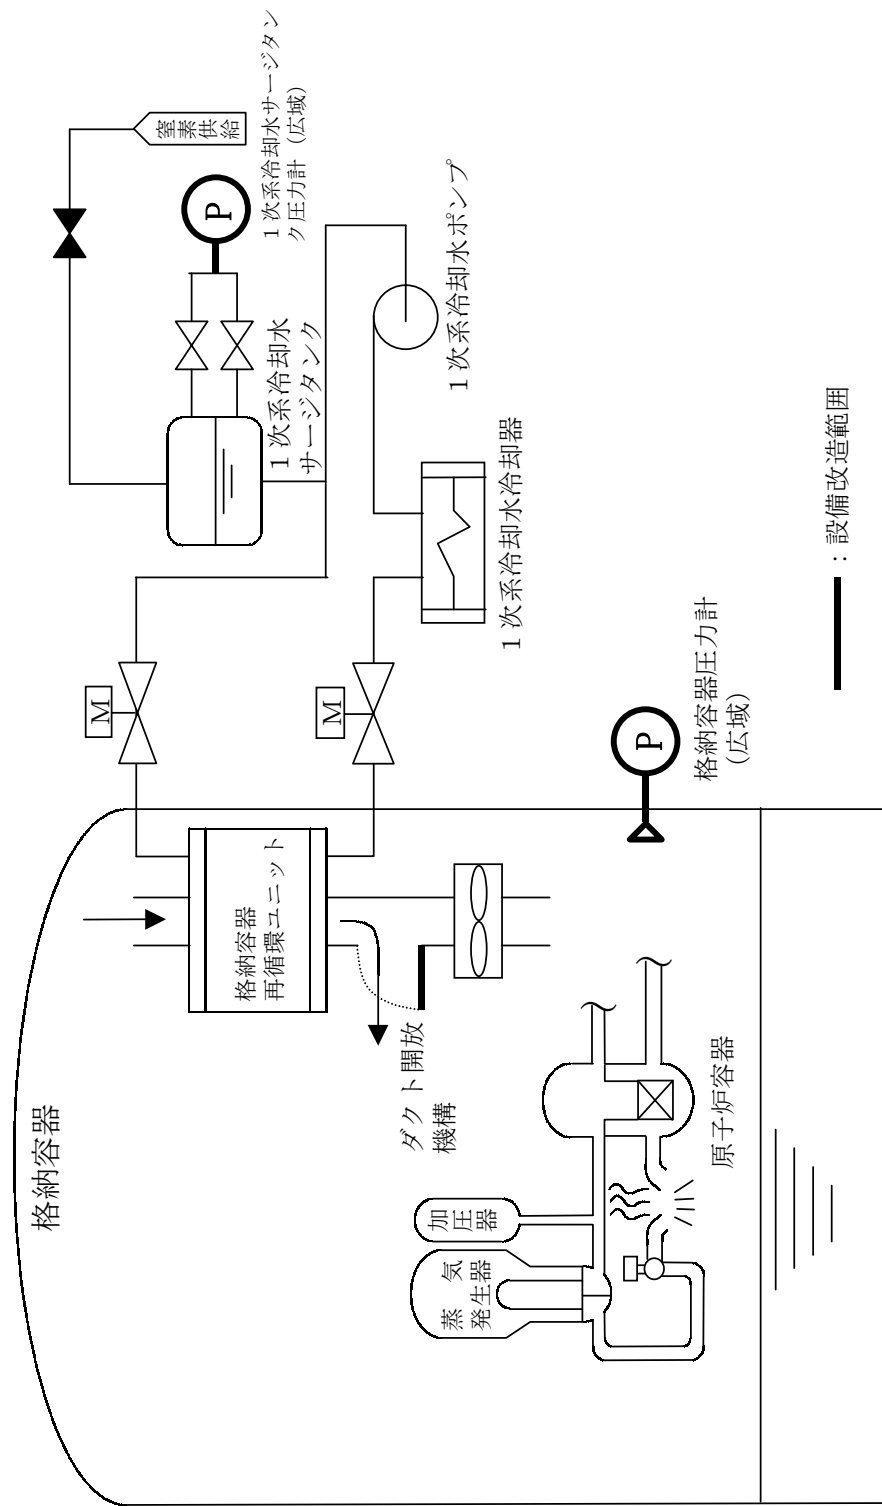 格納容器
格納容器
再循環ユニット
ダクト開放
機構
蒸気
発生器
加
圧
器
原子炉容器
M
M
P
格納容器圧力計
(広域)
窒
素
供
給
P
1次系冷却水サージタン
ク圧力計(広域)
1次系冷却水
サージタンク
1次系冷却水ポンプ
1次系冷却水冷却器
:設備改造範囲